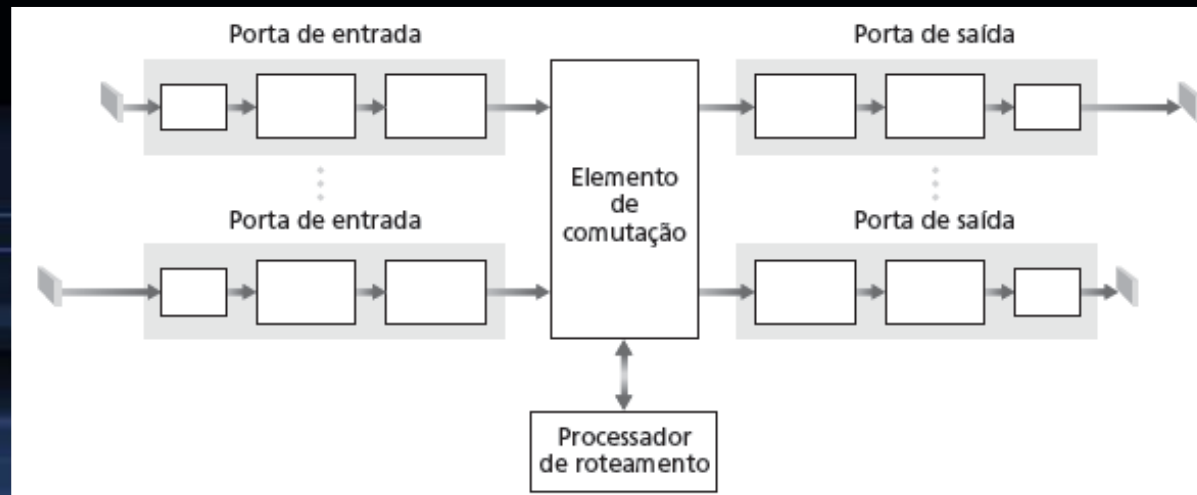 Porta de entrada
Porta de saída
Elemento
de
comutação
Porta de entrada
Porta de saída
Processador
de roteamento